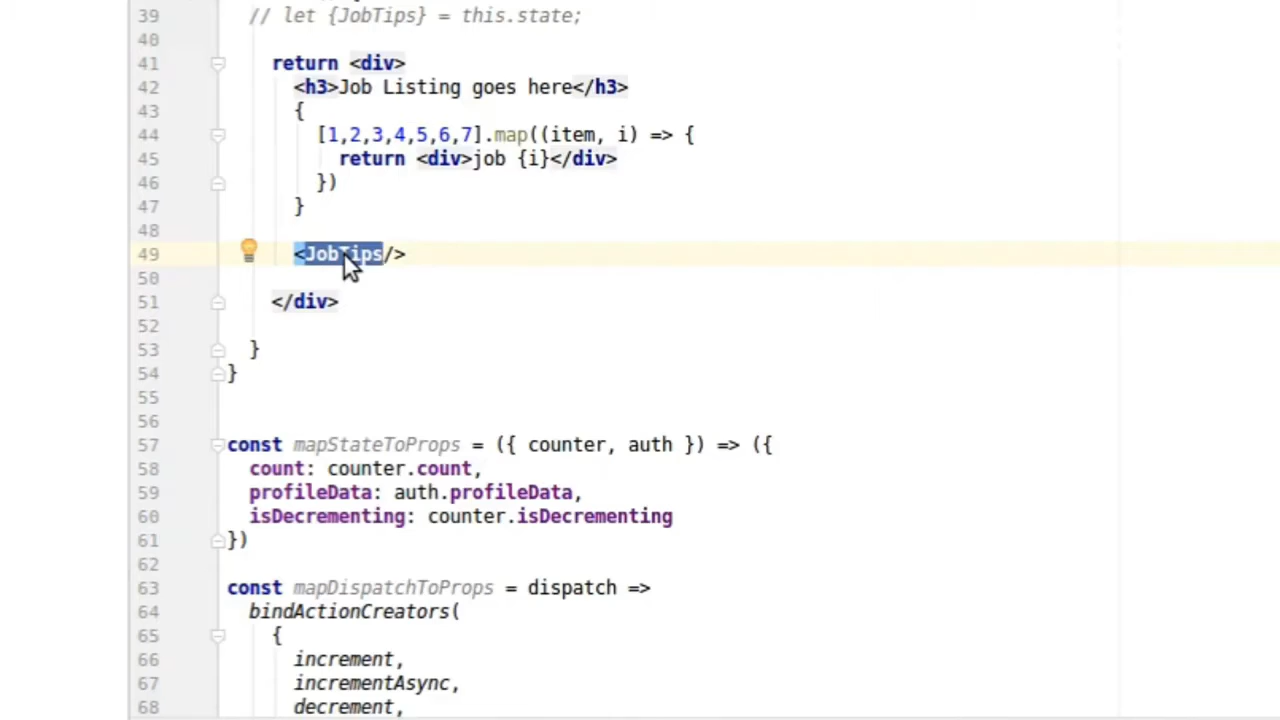 39 // let {JobTips} = this.state;
40
41 return <div>
42 <h3>Job Listing goes here</h3>
43 {
44 [1,2,3,4,5,6,7].map((item, i) => {
45 return <div>job {i}</div>
46 })
47 }
48
49 <JobTips/>
50
51 </div>
52
53 }
54 }
55
56
57 const mapStateToProps = ({ counter, auth }) => ({
58 count: counter.count,
59 profileData: auth.profileData,
60 isDecrementing: counter.isDecrementing
61 })
62
63 const mapDispatchToProps = dispatch =>
64 bindActionCreators(
65 {
66 increment,
67 incrementAsync,
68 decrement,